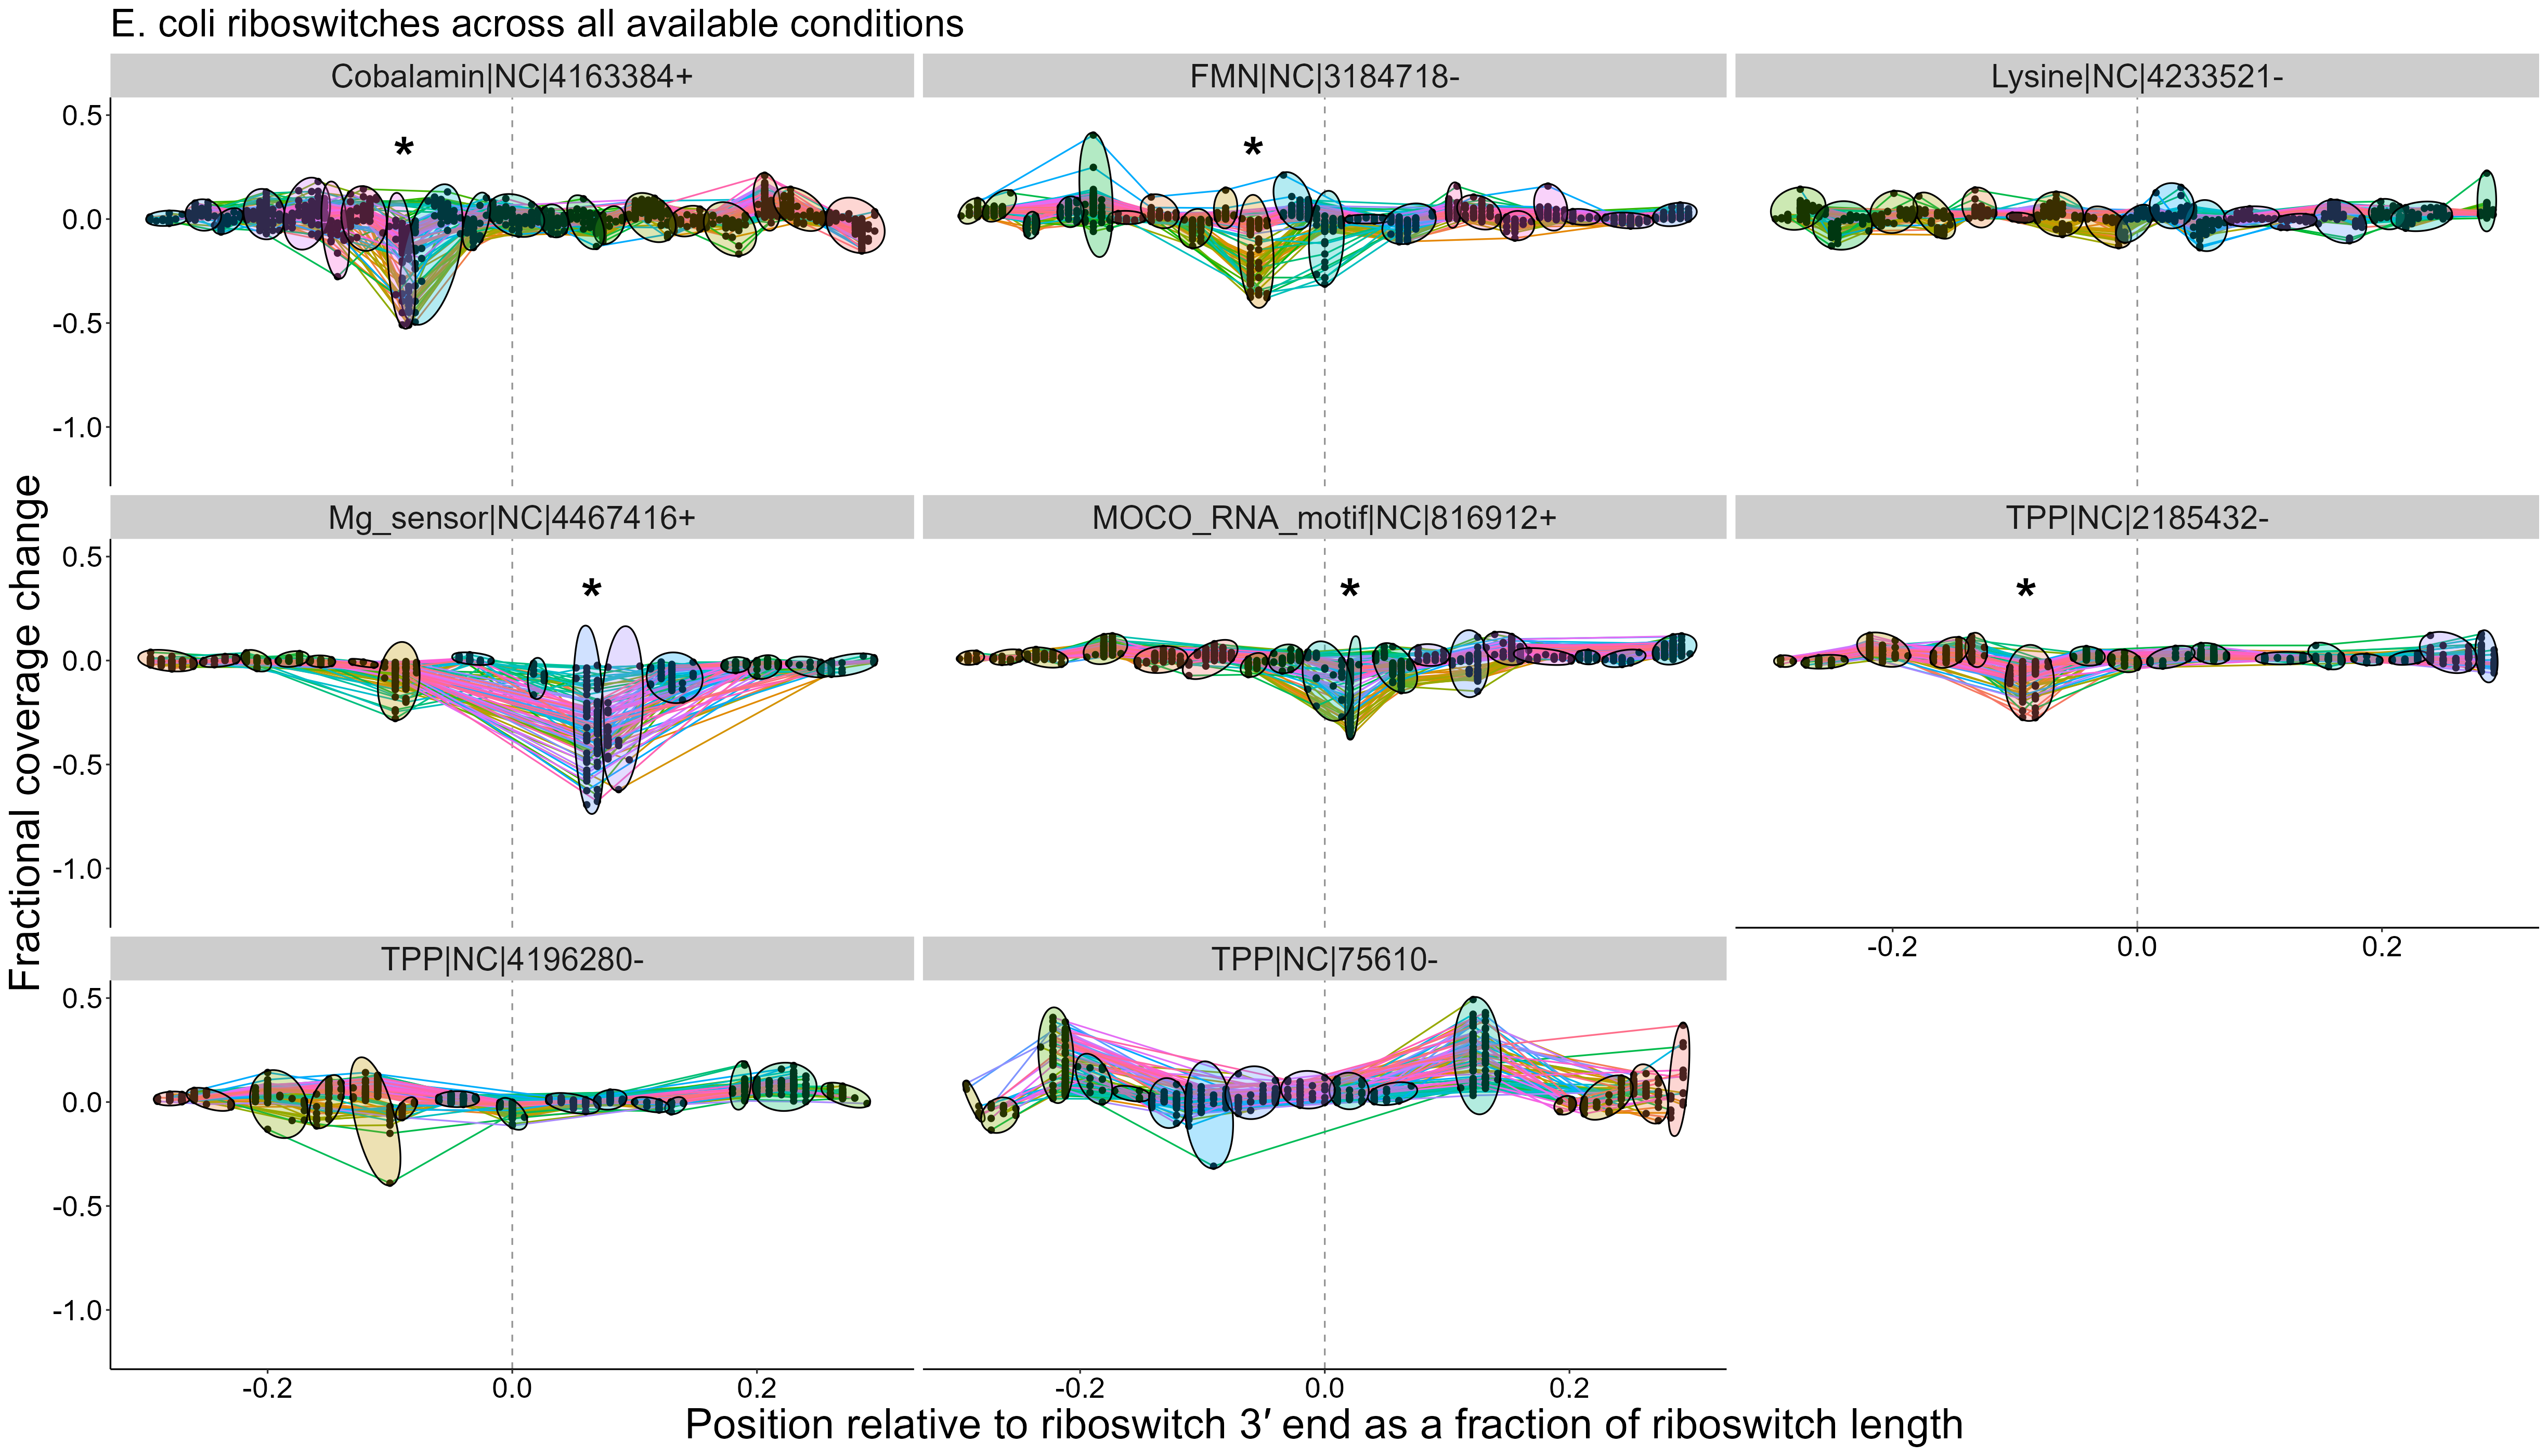 E. coli riboswitches across all available conditions
Cobalamin|NC|4163384+
FMN|NC|3184718-
Lysine|NC|4233521-
0.5
0.0
-0.5
-1.0
*
*
Mg_sensor|NC|4467416+
MOCO_RNA_motif|NC|816912+
TPP|NC|2185432-
0.5
0.0
-0.5
-1.0
*
*
*
-0.2
0.0
0.2
TPP|NC|4196280-
TPP|NC|75610-
0.5
0.0
-0.5
-1.0
-0.2
0.0
0.2
-0.2
0.0
0.2
Fractional coverage change
Position relative to riboswitch 3′ end as a fraction of riboswitch length